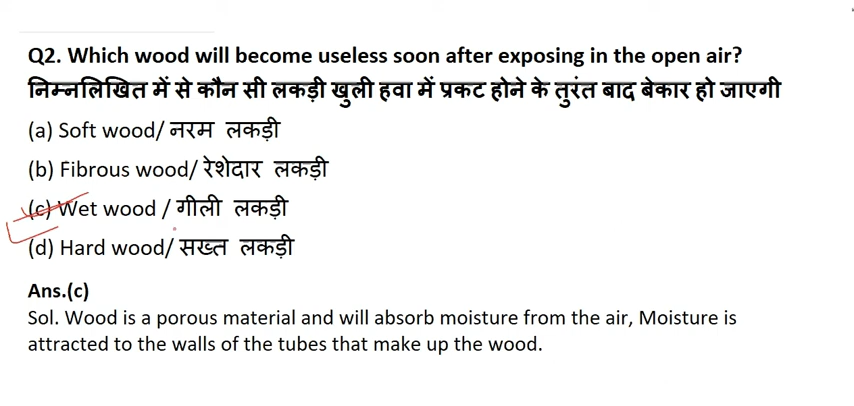 Q2. Which wood will become useless soon after exposing in the open air?
निम्नलिखित में से कौन सी लकड़ी खुली हवा में प्रकट होने के तुरंत बाद बेकार हो जाएगी
(a) Soft wood/ नरम लकड़ी
(b) Fibrous wood/ रेशेदार लकड़ी
(c) Wet wood / गीली लकड़ी
(d) Hard wood/ सख्त लकड़ी
Ans.(c)
Sol. Wood is a porous material and will absorb moisture from the air, Moisture is
attracted to the walls of the tubes that make up the wood.